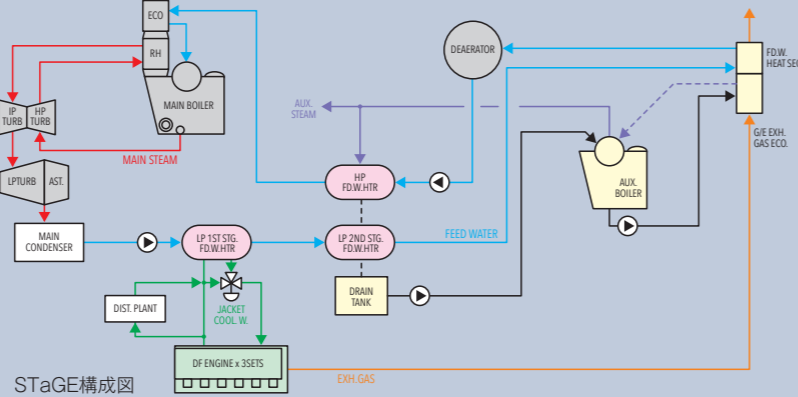 ECO
RH
MAIN BOILER
IP
TURB
HP
TURB
LPTURB
AST.
MAIN STEAM
MAIN
CONDENSER
AUX.
STEAM
DEAERATOR
FD.W.
HEAT SEC
G/E EXH.
GAS ECO.
AUX.
BOILER
HP
FD.W.HTR
LP 1ST STG.
FD.W.HTR
LP 2ND STG.
FD.W.HTR
FEED WATER
DRAIN
TANK
DIST. PLANT
JACKET
COOL. W.
DF ENGINE x 3SETS
EXH.GAS
STaGE構成図